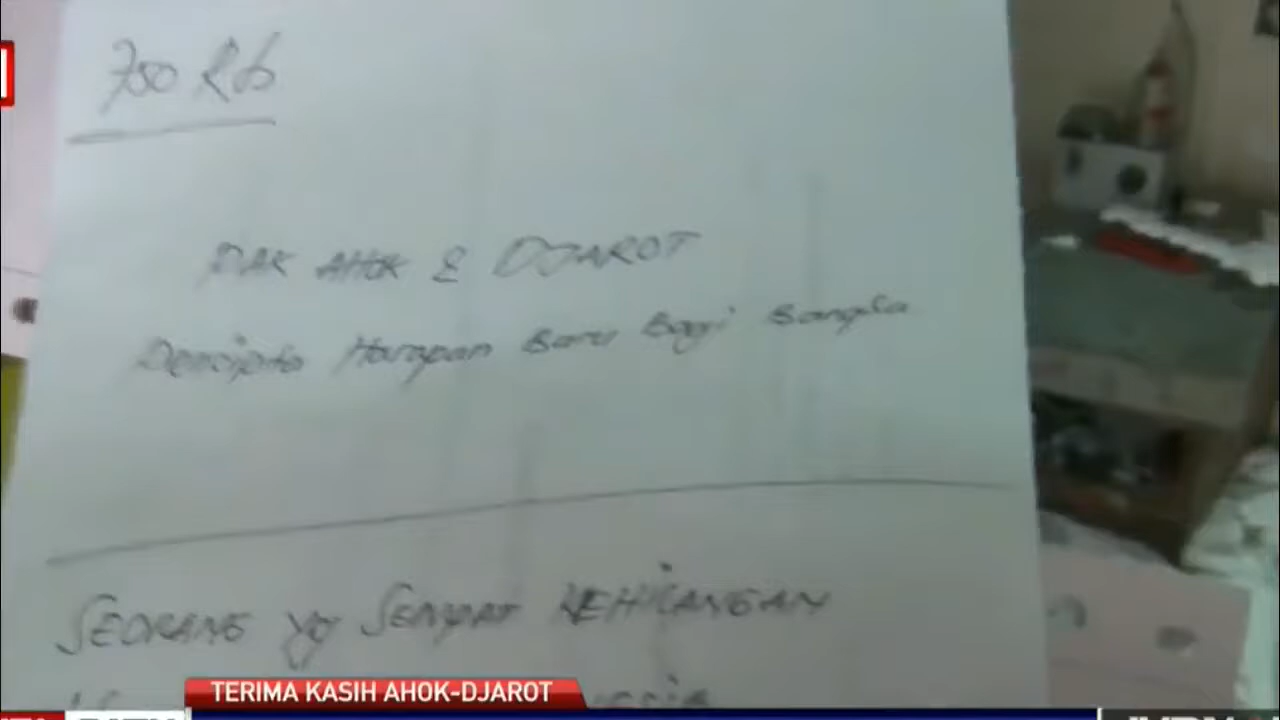 750 Rb
PAK AHOK & DJAROT
Pencipta Harapan Baru Bagi Bangsa
SEORANG yg SEMPAT KEHILANGAN
TERIMA KASIH AHOK-DJAROT